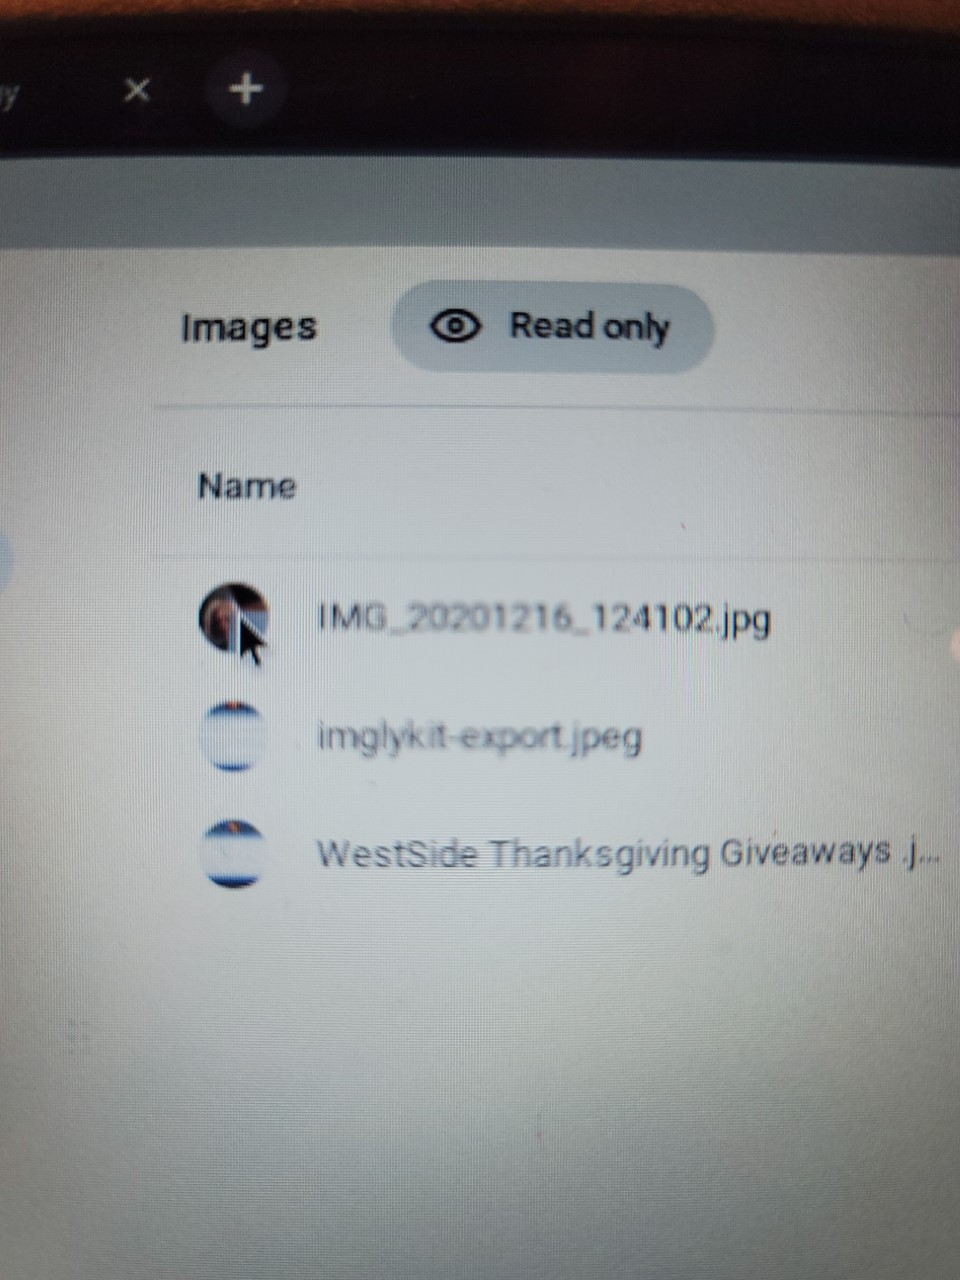 Images
Read only
Name
IMG_20201216_124102.jpg
imglykit-export.jpeg
WestSide Thanksgiving Giveaways .j...